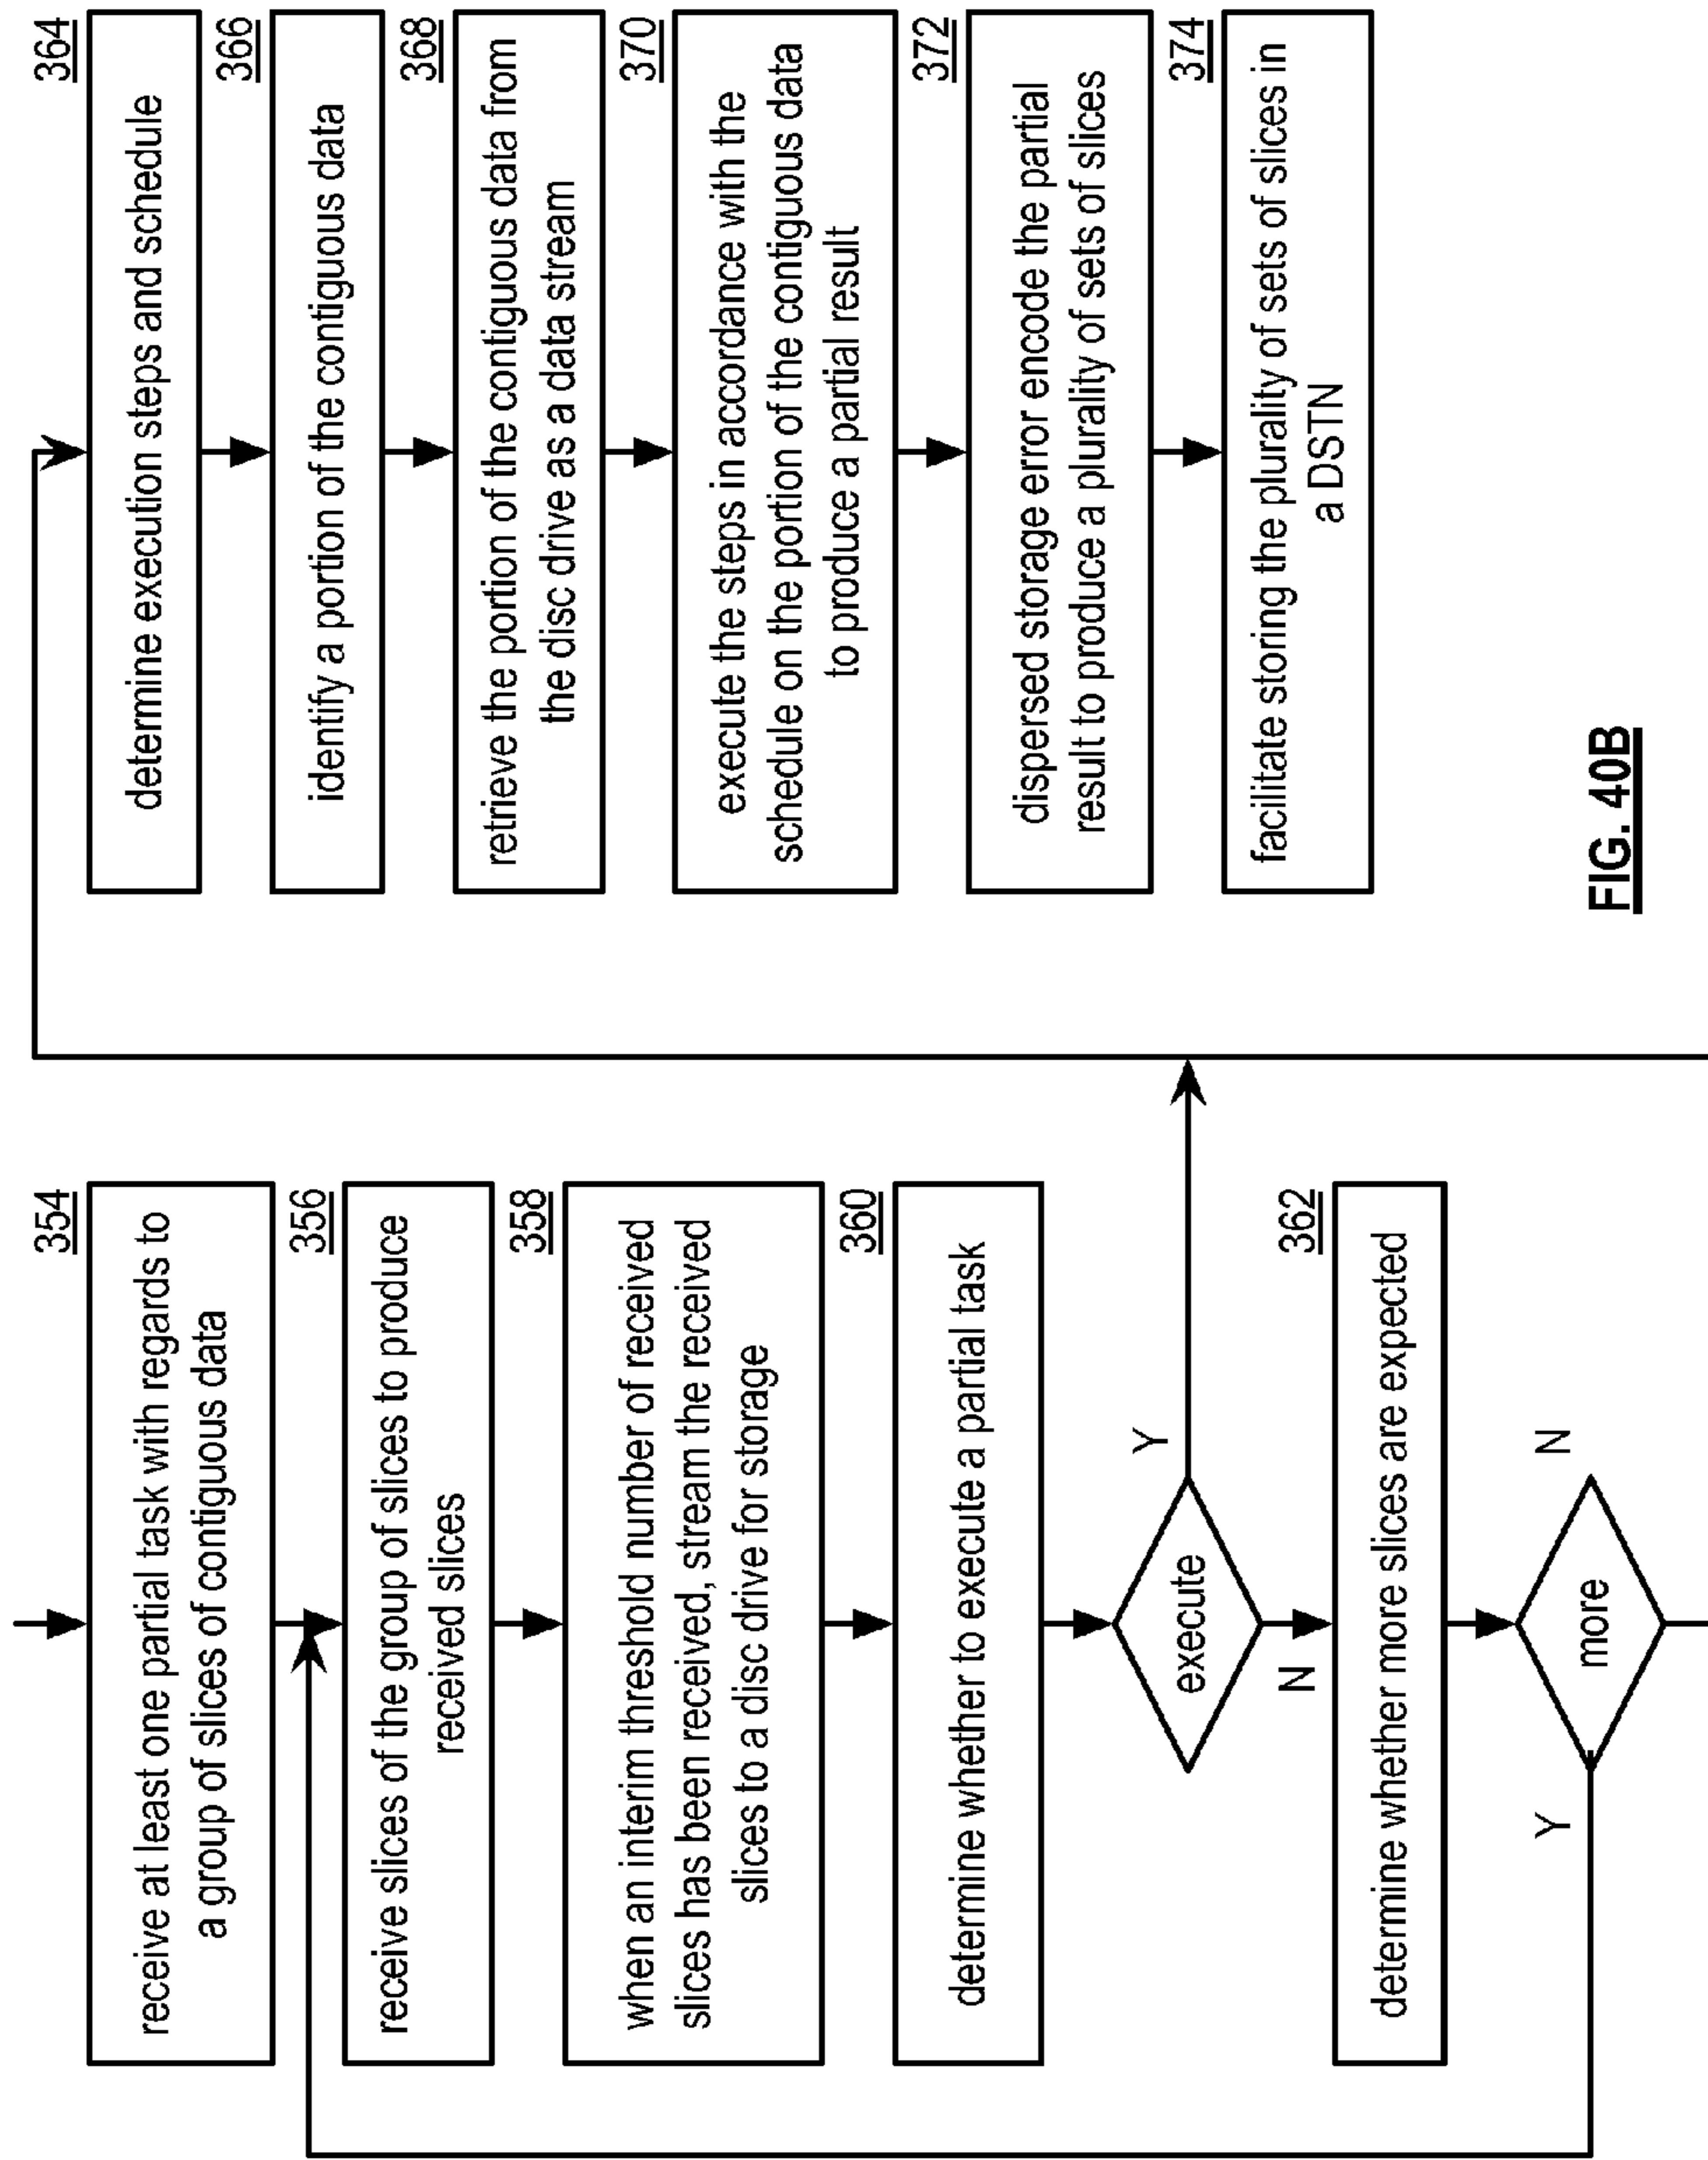 354
receive at least one partial task with regards to
a group of slices of contiguous data
356
receive slices of the group of slices to produce
received slices
358
when an interim threshold number of received
slices has been received, stream the received
slices to a disc drive for storage
360
determine whether to execute a partial task
execute
Y
N
362
determine whether more slices are expected
Y
more
N
364
determine execution steps and schedule
366
identify a portion of the contiguous data
368
retrieve the portion of the contiguous data from
the disc drive as a data stream
370
execute the steps in accordance with the
schedule on the portion of the contiguous data
to produce a partial result
372
dispersed storage error encode the partial
result to produce a plurality of sets of slices
374
facilitate storing the plurality of sets of slices in
a DSTN
FIG. 40B